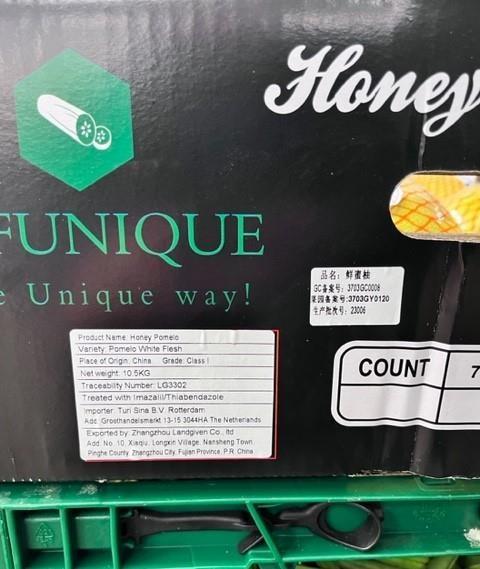 Honey
FUNIQUE
e Unique way!
品名: 鲜蜜柚
GC备案号: 3703GC0006
果园备案号:3703GY0120
生产批次号: 23006
COUNT 7
Product Name: Honey Pomelo
Variety: Pomelo White Flesh
Place of Origin: China Grade: Class I
Net weight: 10.5KG
Traceability Number: LG3302
Treated with Imazalil/Thiabendazole
Importer: Turi Sina B.V. Rotterdam
Add: Groothandelsmarkt 13-15 3044HA The Netherlands
Exported by: Zhangzhou Landgiven Co., ltd
Add: No. 10, Xiaqiu, Longxin Village, Nansheng Town,
Pinghe County, Zhangzhou City, Fujian Province, P.R. China